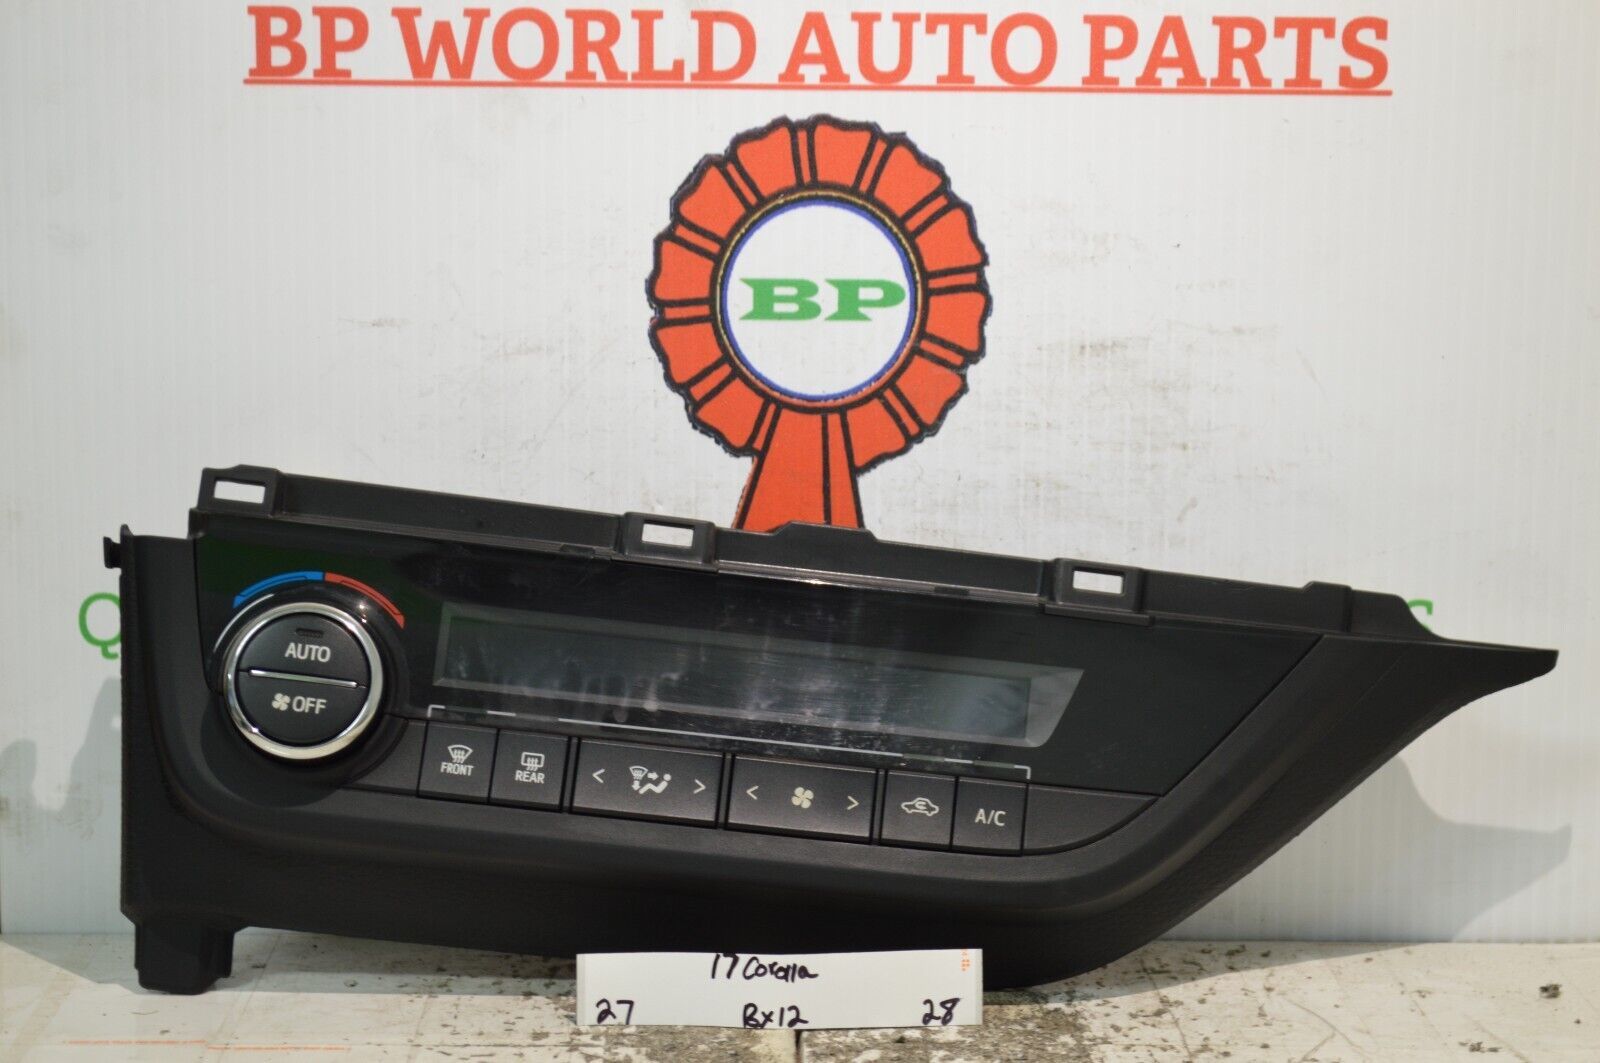 BP WORLD AUTO PARTS
BP
Q S
AUTO
OFF
FRONT
REAR
< >
< >
A/C
17 Corolla
27 Bx12 28